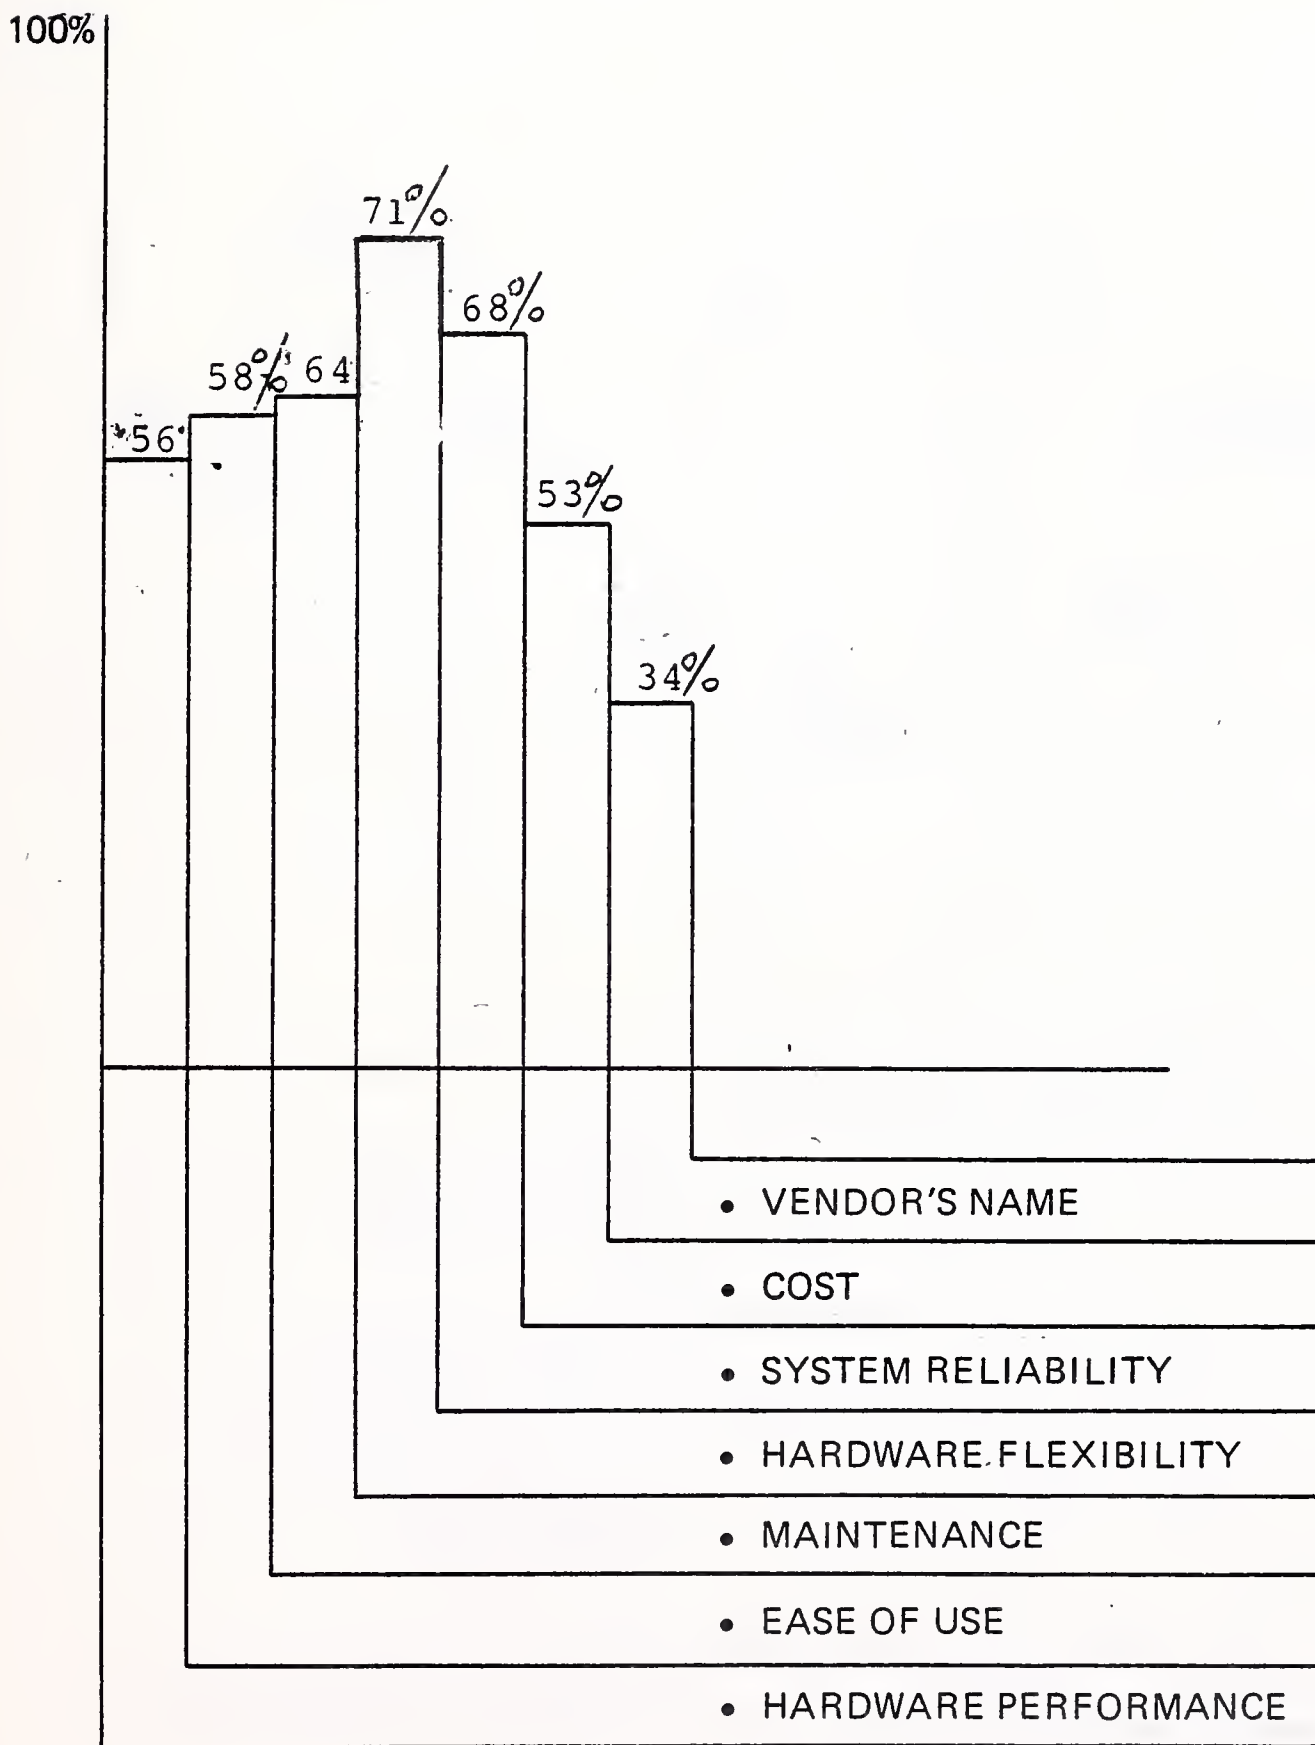 100%
71%
68%
58% 64
56
53%
34%
• VENDOR'S NAME
• COST
• SYSTEM RELIABILITY
• HARDWARE FLEXIBILITY
• MAINTENANCE
• EASE OF USE
• HARDWARE PERFORMANCE